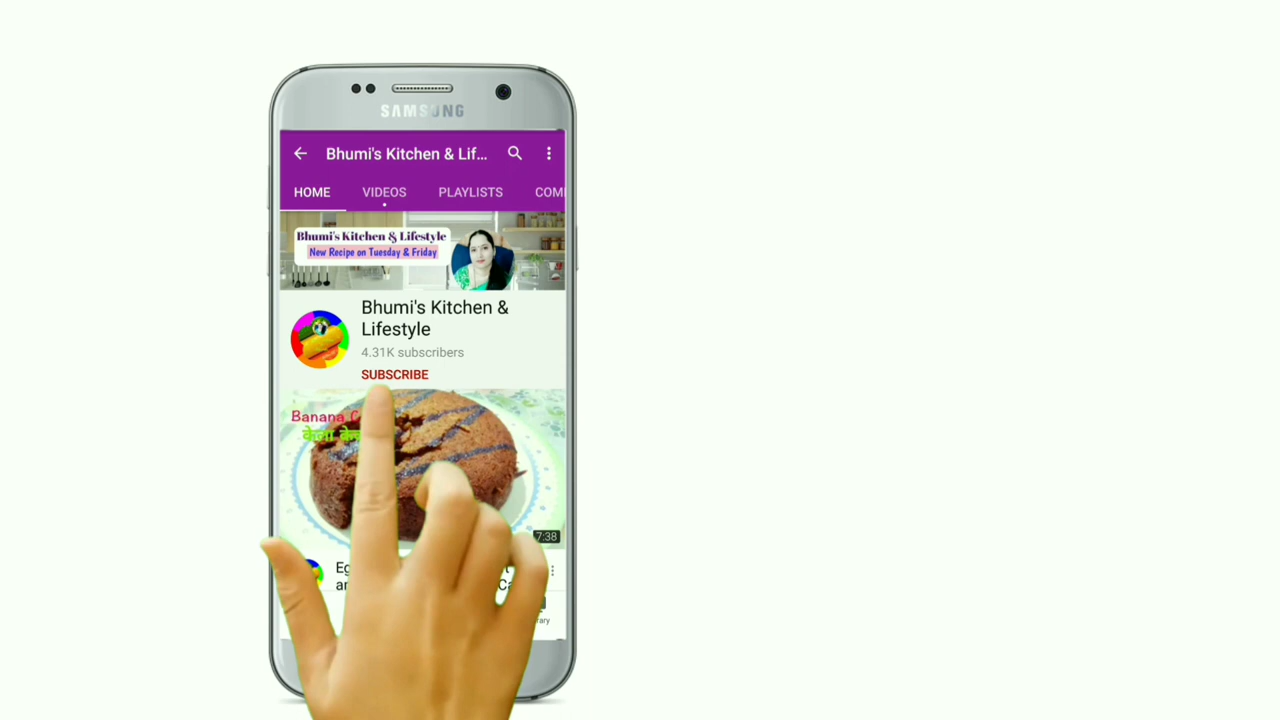 SAMSUNG
Bhumi's Kitchen & Lif...
HOME VIDEOS PLAYLISTS COM
Bhumi's Kitchen & Lifestyle
New Recipe on Tuesday & Friday
Bhumi's Kitchen &
Lifestyle
4.31K subscribers
SUBSCRIBE
Banana C
केला केक
7:38